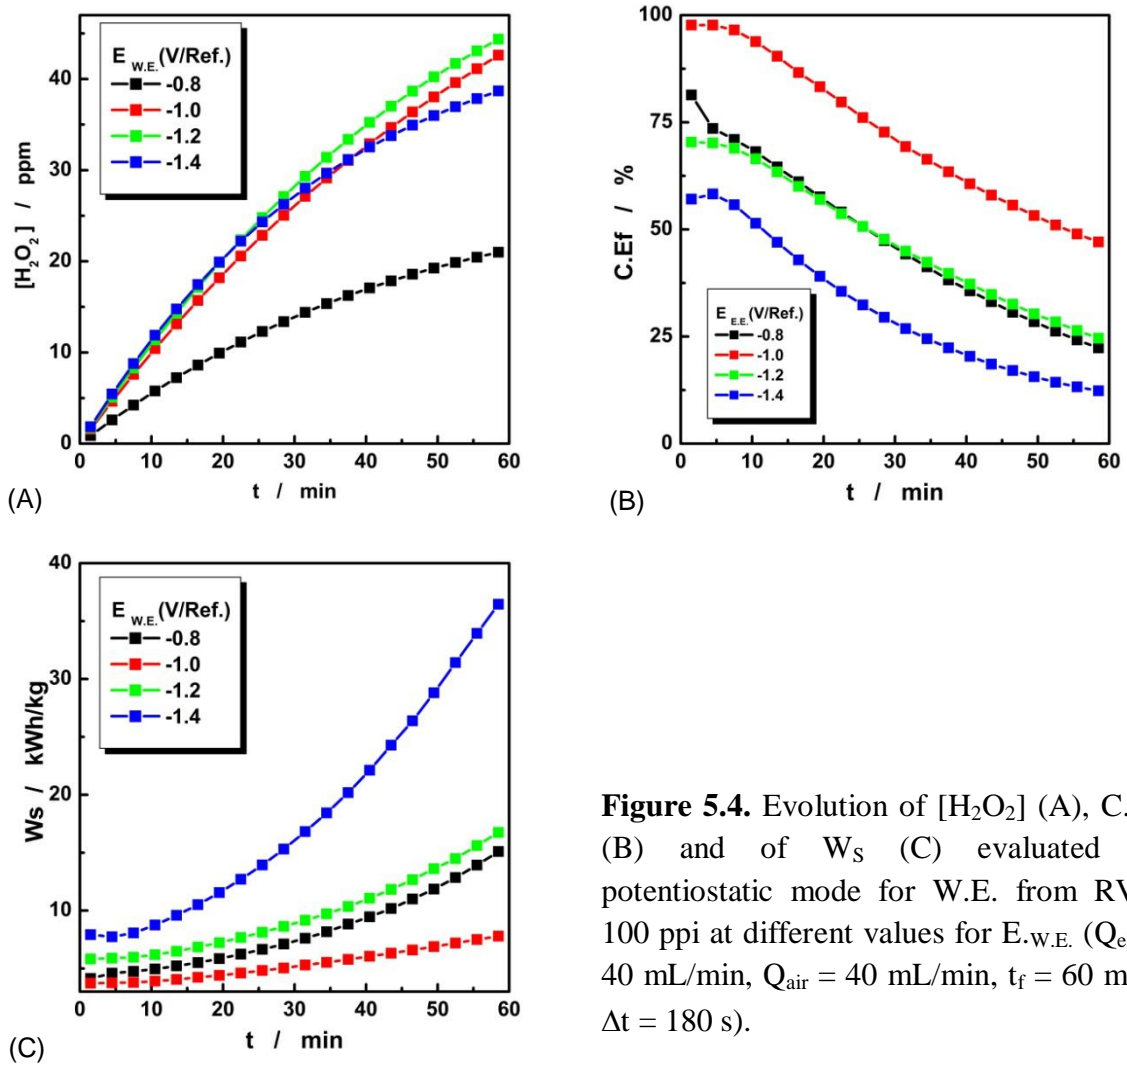 E W.E. (V/Ref.)
-0.8
-1.0
-1.2
-1.4
[H2O2] / ppm
40
30
20
10
0
0 10 20 30 40 50 60
t / min
(A)
100
75
50
25
0
C.Ef / %
E E.E. (V/Ref.)
-0.8
-1.0
-1.2
-1.4
0 10 20 30 40 50 60
t / min
(B)
40
30
20
10
Ws / kWh/kg
E W.E. (V/Ref.)
-0.8
-1.0
-1.2
-1.4
0 10 20 30 40 50 60
t / min
(C)
Figure 5.4. Evolution of [H2O2] (A), C.
(B) and of WS (C) evaluated
potentiostatic mode for W.E. from RV
100 ppi at different values for E.W.E. (Qe
40 mL/min, Qair = 40 mL/min, tf = 60 m
Δt = 180 s).